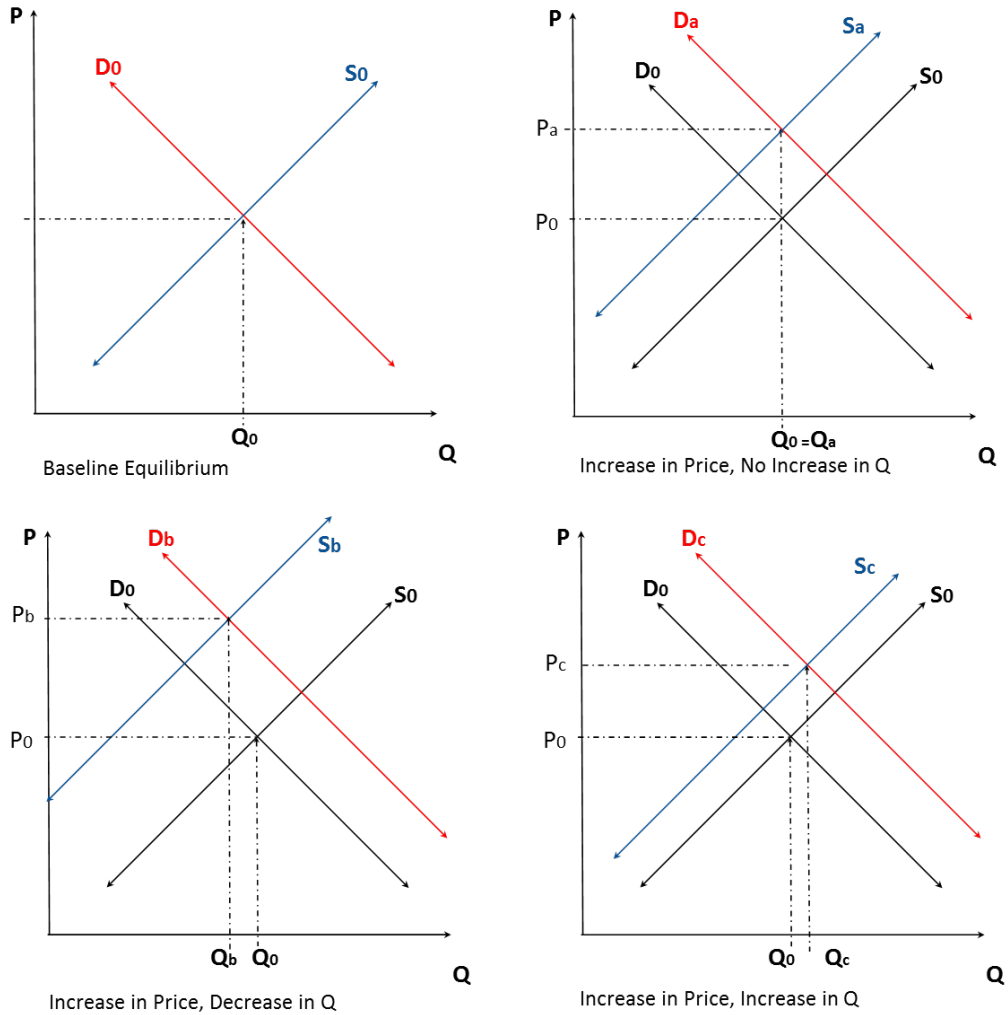 P
D0
S0
Q0
Q
Baseline Equilibrium
P
Da
Sa
D0
S0
Pa
P0
Q0 =Qa
Q
Increase in Price, No Increase in Q
P
Db
Sb
D0
S0
Pb
P0
Qb Q0
Q
Increase in Price, Decrease in Q
P
Dc
Sc
D0
S0
Pc
P0
Q0 Qc
Q
Increase in Price, Increase in Q